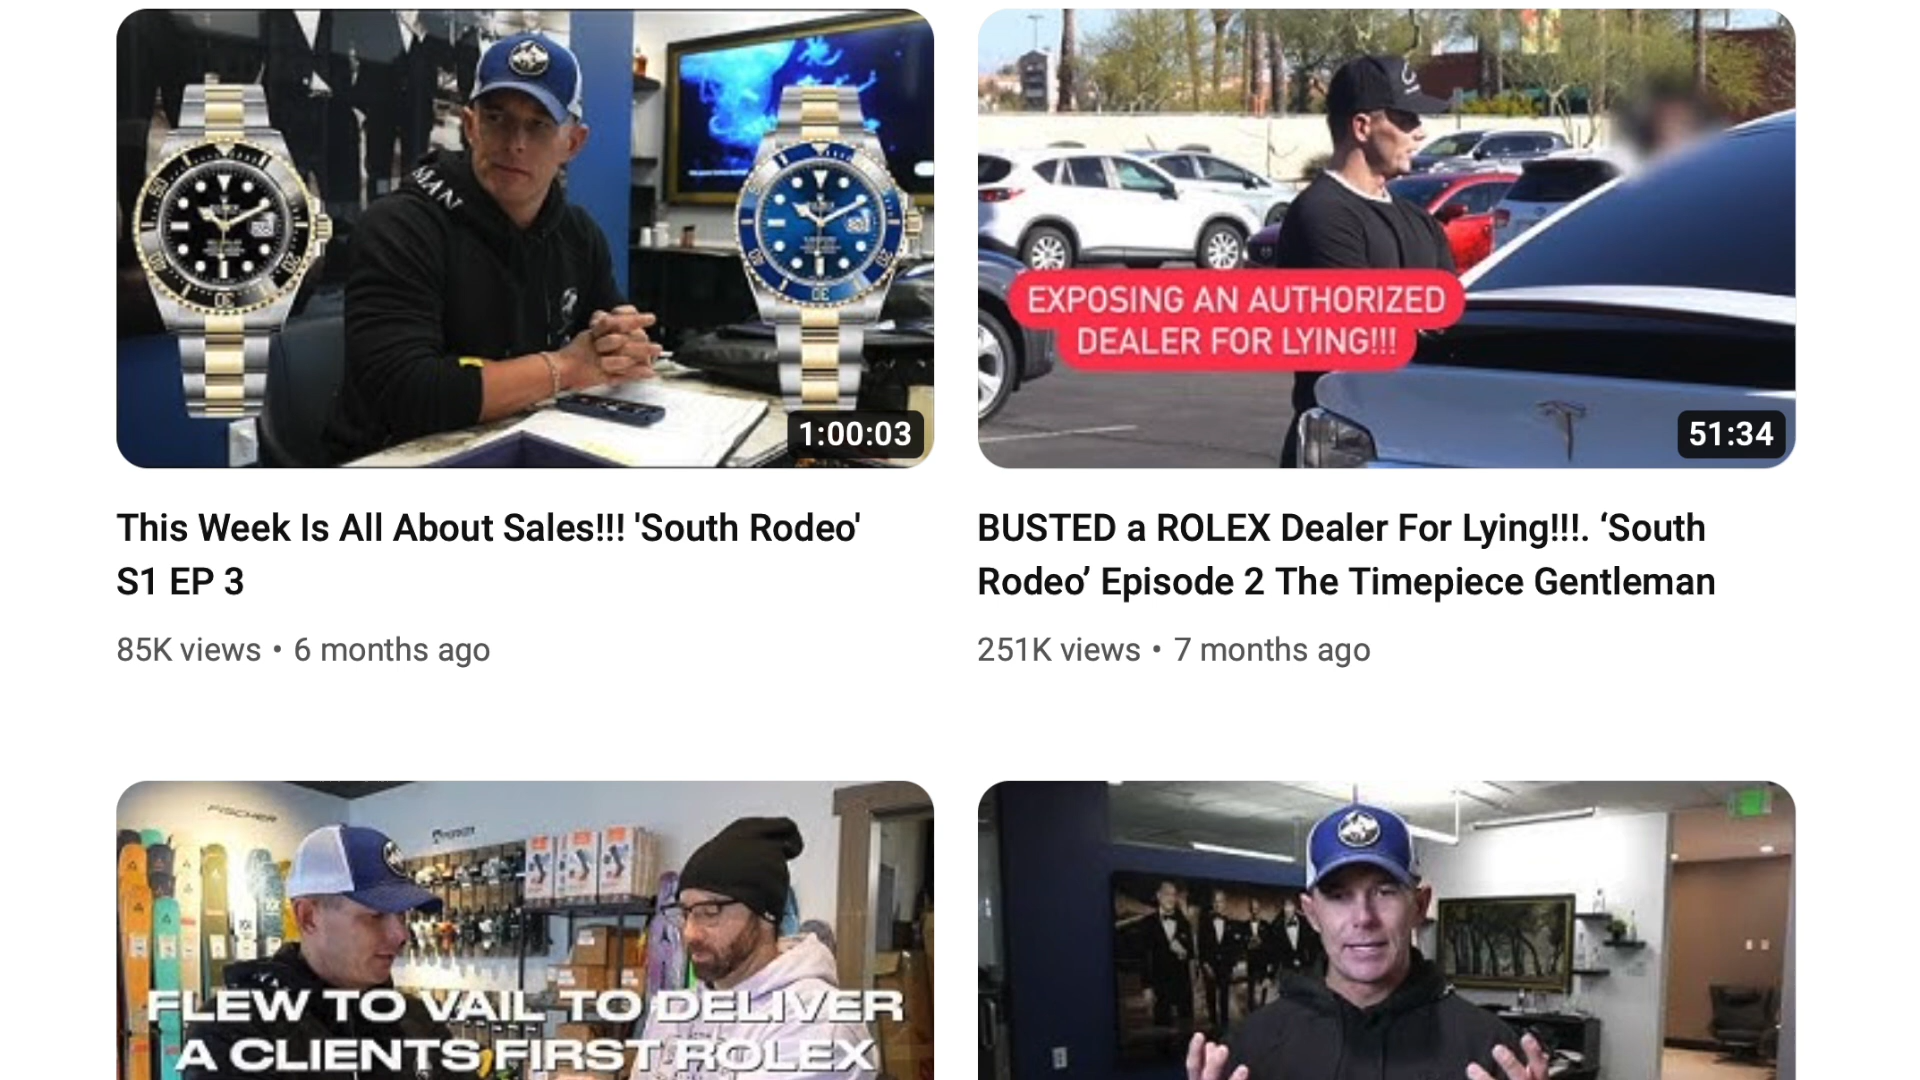 MAN
1:00:03
EXPOSING AN AUTHORIZED
DEALER FOR LYING!!!
51:34
This Week Is All About Sales!!! 'South Rodeo'
S1 EP 3
85K views • 6 months ago
BUSTED a ROLEX Dealer For Lying!!!. ‘South
Rodeo’ Episode 2 The Timepiece Gentleman
251K views • 7 months ago
FISCHER
FLEW TO VAIL TO DELIVER
A CLIENTS FIRST ROLEX